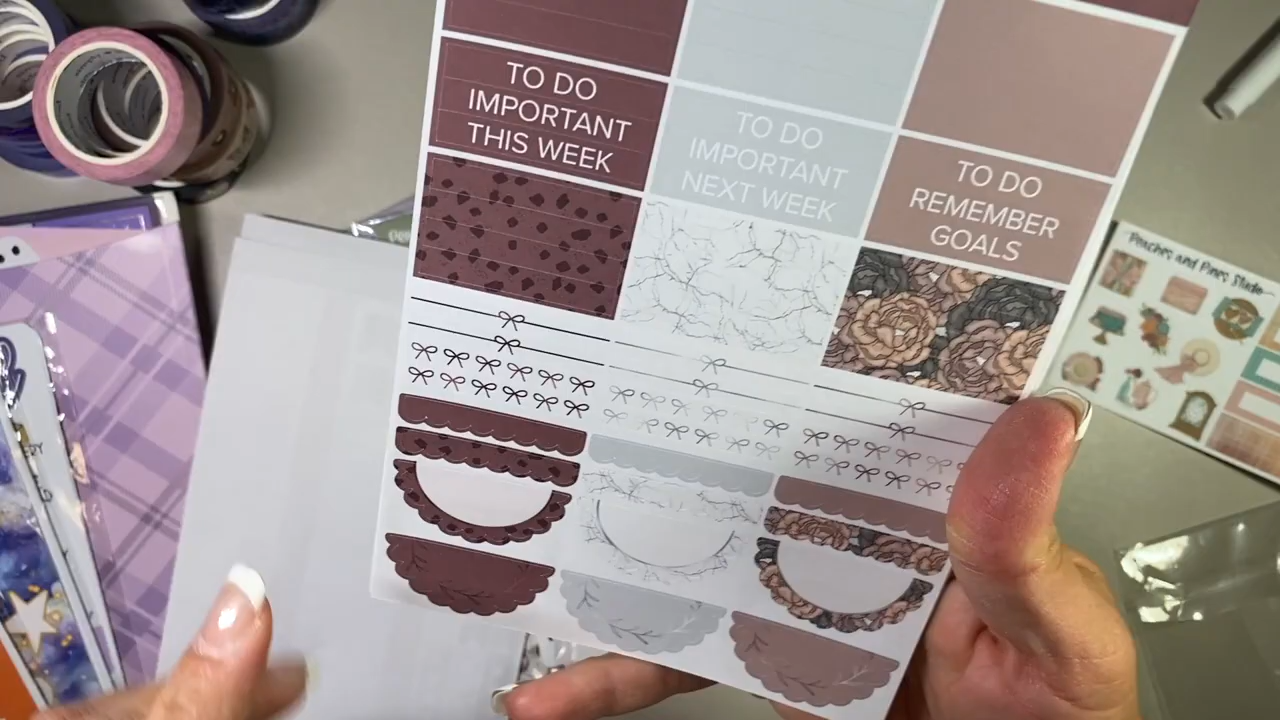 TO DO
IMPORTANT
THIS WEEK
TO DO
IMPORTANT
NEXT WEEK
TO DO
REMEMBER
GOALS
Peaches and Pines Studio